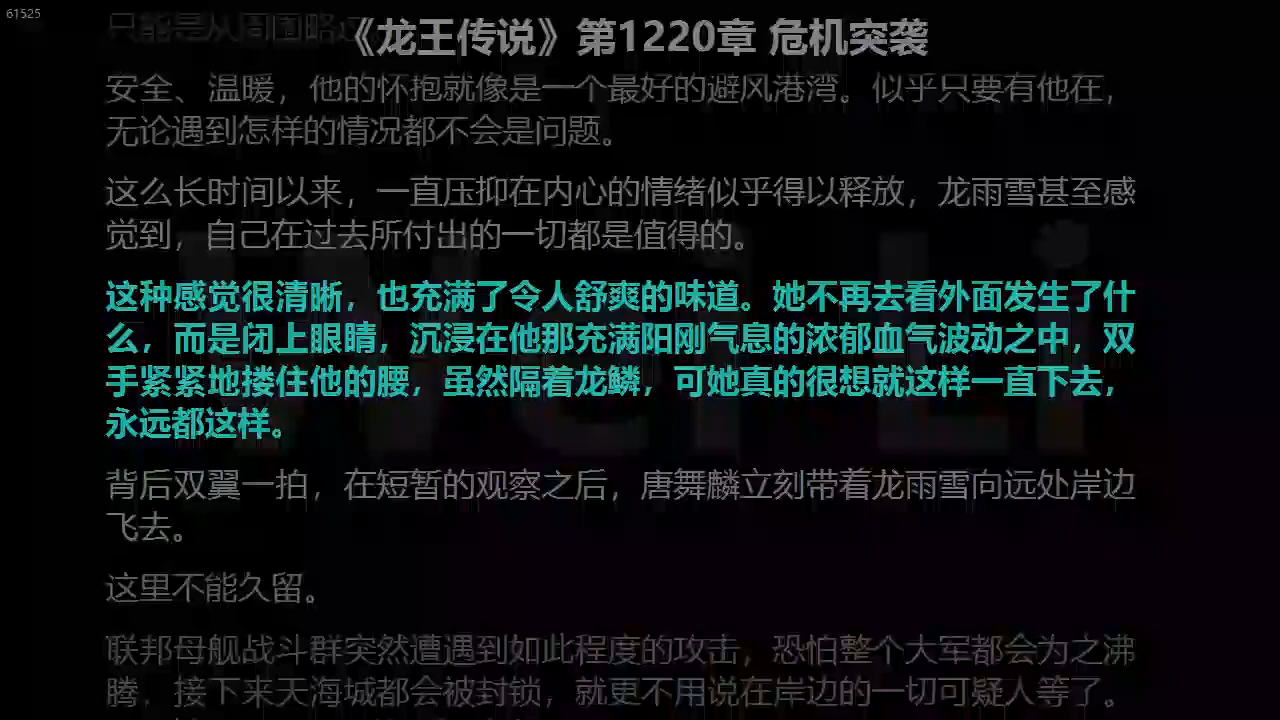 61525
《龙王传说》第1220章 危机突袭
安全、温暖，他的怀抱就像是一个最好的避风港湾。似乎只要有他在，
无论遇到怎样的情况都不会是问题。
这么长时间以来，一直压抑在内心的情绪似乎得以释放，龙雨雪甚至感
觉到，自己在过去所付出的一切都是值得的。
这种感觉很清晰，也充满了令人舒爽的味道。她不再去看外面发生了什
么，而是闭上眼睛，沉浸在他那充满阳刚气息的浓郁血气波动之中，双
手紧紧地搂住他的腰，虽然隔着龙鳞，可她真的很想就这样一直下去，
永远都这样。
背后双翼一拍，在短暂的观察之后，唐舞麟立刻带着龙雨雪向远处岸边
飞去。
这里不能久留。
联邦母舰战斗群突然遭遇到如此程度的攻击，恐怕整个大军都会为之沸
腾，接下来天海城都会被封锁，就更不用说在岸边的一切可疑人等了。